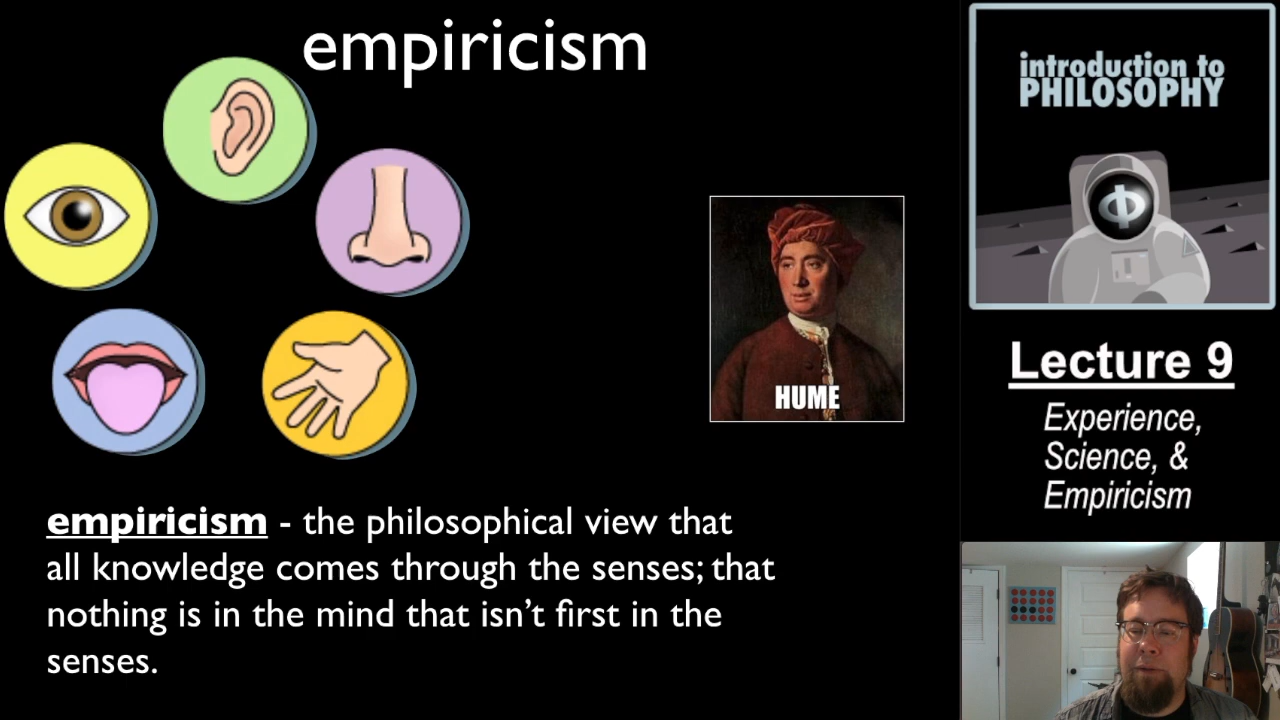 empiricism
HUME
empiricism - the philosophical view that
all knowledge comes through the senses; that
nothing is in the mind that isn't first in the
senses.
introduction to
PHILOSOPHY
Φ
Lecture 9
Experience,
Science, &
Empiricism